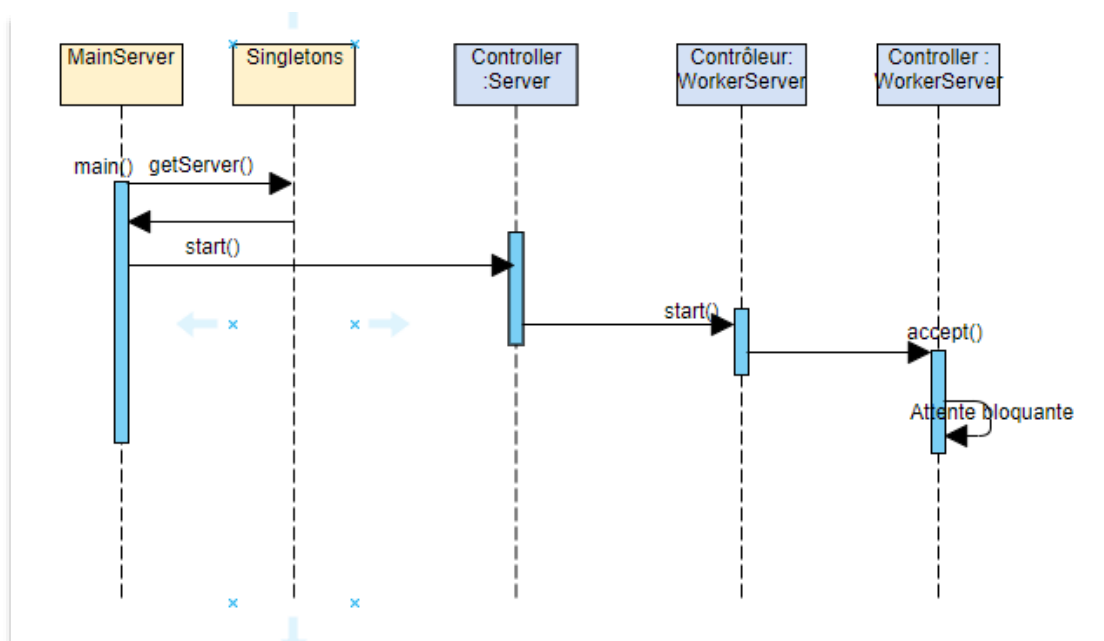 MainServer
Singletons
Controller
:Server
Contrôleur:
WorkerServer
Controller :
WorkerServer
main()
getServer()
start()
start()
accept()
Attente bloquante